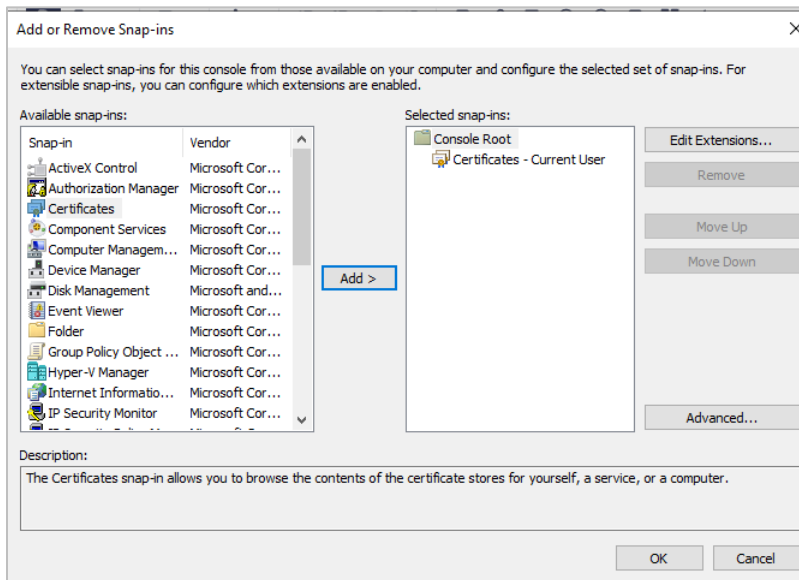 Add or Remove Snap-ins
You can select snap-ins for this console from those available on your computer and configure the selected set of snap-ins. For
extensible snap-ins, you can configure which extensions are enabled.
Available snap-ins:
Snap-in Vendor
ActiveX Control Microsoft Cor...
Authorization Manager Microsoft Cor...
Certificates Microsoft Cor...
Component Services Microsoft Cor...
Computer Managem... Microsoft Cor...
Device Manager Microsoft Cor...
Disk Management Microsoft and...
Event Viewer Microsoft Cor...
Folder Microsoft Cor...
Group Policy Object ... Microsoft Cor...
Hyper-V Manager Microsoft Cor...
Internet Informatio... Microsoft Cor...
IP Security Monitor Microsoft Cor...
Add >
Selected snap-ins:
Console Root
Certificates - Current User
Edit Extensions...
Remove
Move Up
Move Down
Advanced...
Description:
The Certificates snap-in allows you to browse the contents of the certificate stores for yourself, a service, or a computer.
OK
Cancel